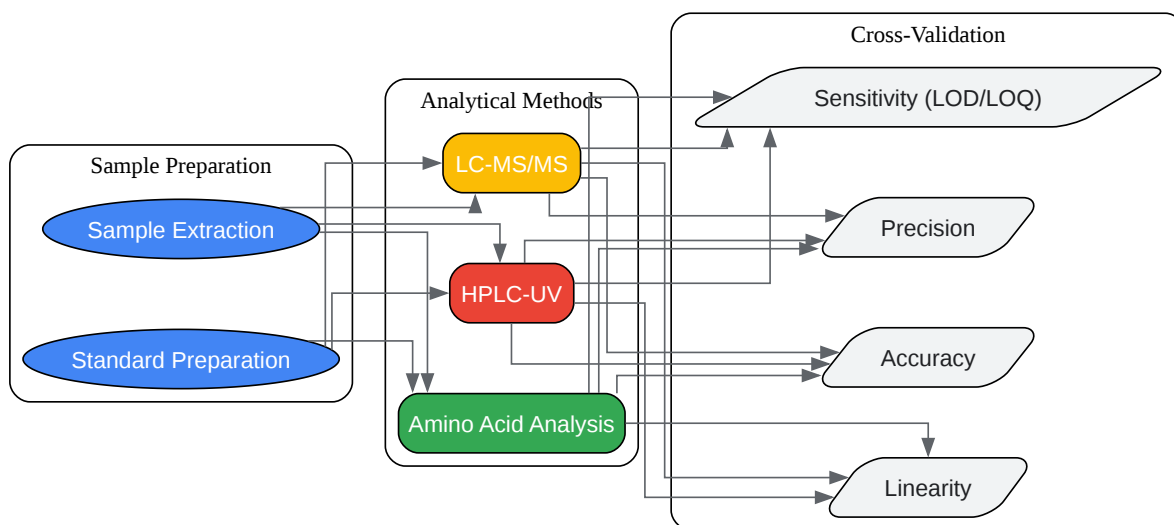 Sample Preparation
Sample Extraction
Standard Preparation
Analytical Methods
LC-MS/MS
HPLC-UV
Amino Acid Analysis
Cross-Validation
Sensitivity (LOD/LOQ)
Precision
Accuracy
Linearity